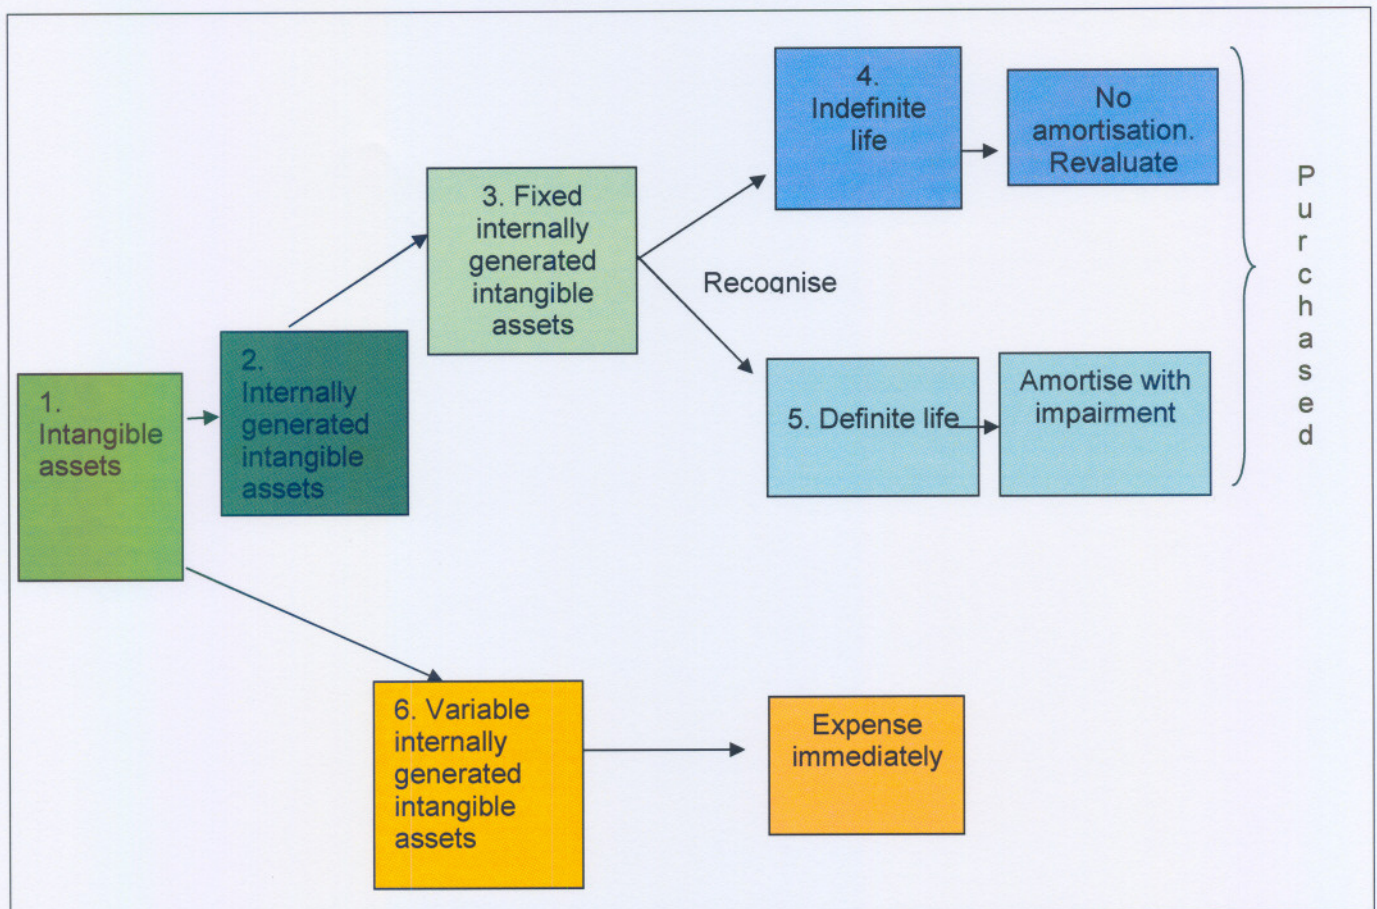 1.
Intangible
assets
2.
Internally
generated
intangible
assets
3. Fixed
internally
generated
intangible
assets
Recognise
4.
Indefinite
life
No
amortisation.
Revaluate
5. Definite life
Amortise with
impairment
Purchased
6. Variable
internally
generated
intangible
assets
Expense
immediately